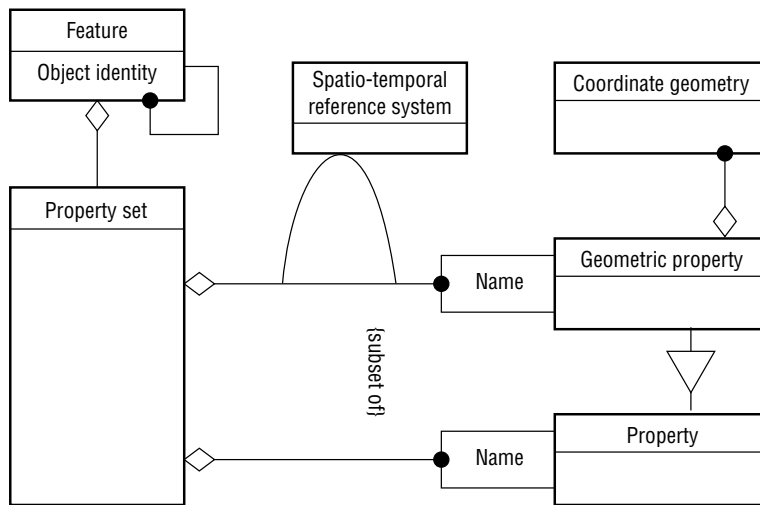 Feature
Object identity
Spatio-temporal
reference system
Coordinate geometry
Property set
Name
Geometric property
{subset of}
Name
Property